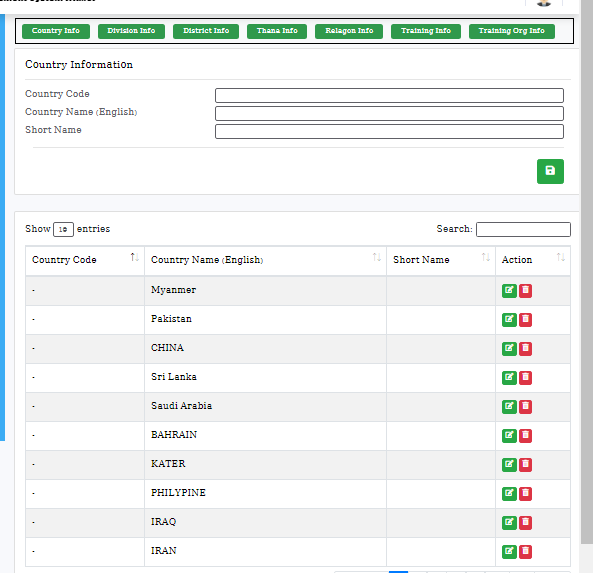 Country Info Division Info District Info Thana Info Relagon Info Training Info Training Org Info
Country Information
Country Code
Country Name (English)
Short Name
Show 10 entries Search:
Country Code Country Name (English) Short Name Action
- Myanmer
- Pakistan
- CHINA
- Sri Lanka
- Saudi Arabia
- BAHRAIN
- KATER
- PHILYPINE
- IRAQ
- IRAN